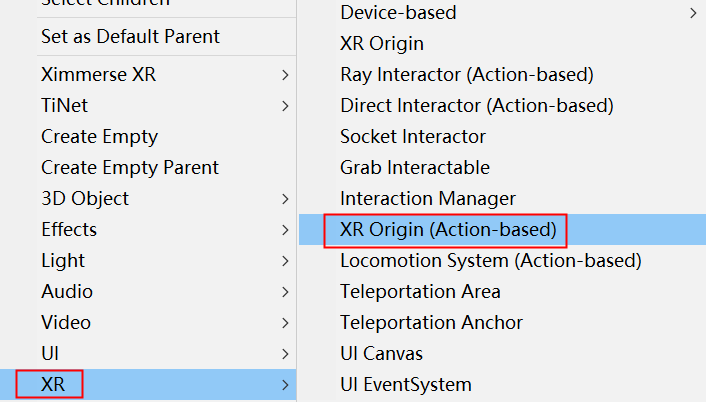 Select Children
Set as Default Parent
Ximmerse XR
TiNet
Create Empty
Create Empty Parent
3D Object
Effects
Light
Audio
Video
UI
XR
Device-based
XR Origin
Ray Interactor (Action-based)
Direct Interactor (Action-based)
Socket Interactor
Grab Interactable
Interaction Manager
XR Origin (Action-based)
Locomotion System (Action-based)
Teleportation Area
Teleportation Anchor
UI Canvas
UI EventSystem